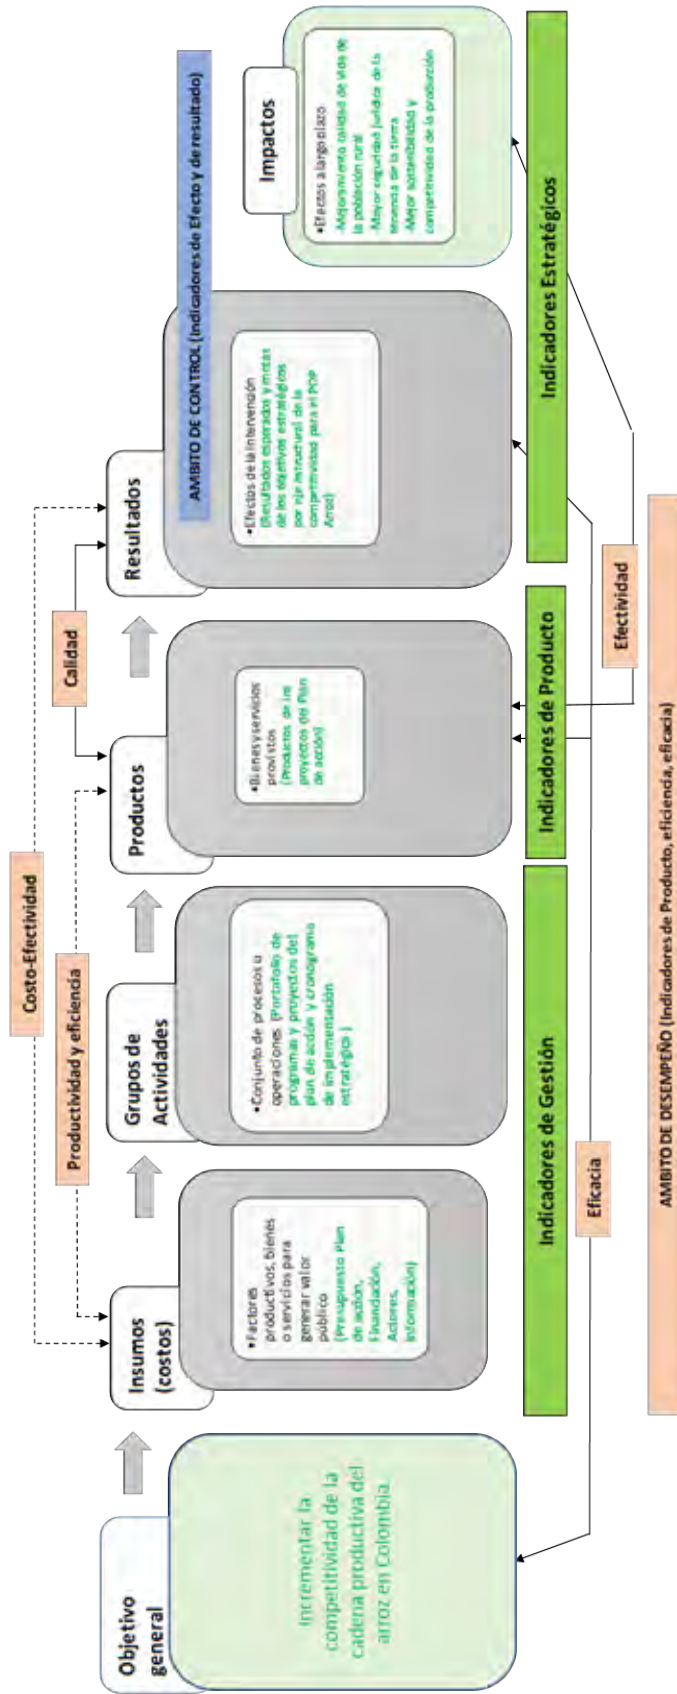 Costo-Efectividad
Productividad y eficiencia
Calidad
AMBITO DE CONTROL (Indicadores de Efecto y de resultado)
Objetivo
general
Incrementar la
competitividad de la
cadena productiva del
arroz en Colombia.
Insumos
(costos)
•Factores
productivos, bienes
o servicios para
generar valor
público
(Presupuesto Plan
de acción,
Financiación,
Actores,
Información)
Grupos de
Actividades
•Conjunto de procesos u
operaciones (Portafolio de
programas y proyectos del
plan de acción y cronograma
de implementación
estratégico )
Productos
•Bienes y servicios
provistos
(Productos de los
proyectos del Plan
de acción)
Resultados
•Efectos de la intervención
(Resultados esperados y metas
de los objetivos estratégicos
por eje estructural de la
competitividad para el POP
Arroz)
Impactos
•Efectos a largo plazo
-Mejoramiento calidad de vida de
la población rural
-Mayor seguridad jurídica de la
tenencia de la tierra
-Mejor sostenibilidad y
competitividad de la producción
Indicadores de Gestión
Indicadores de Producto
Indicadores Estratégicos
Eficacia
Efectividad
AMBITO DE DESEMPEÑO (Indicadores de Producto, eficiencia, eficacia)